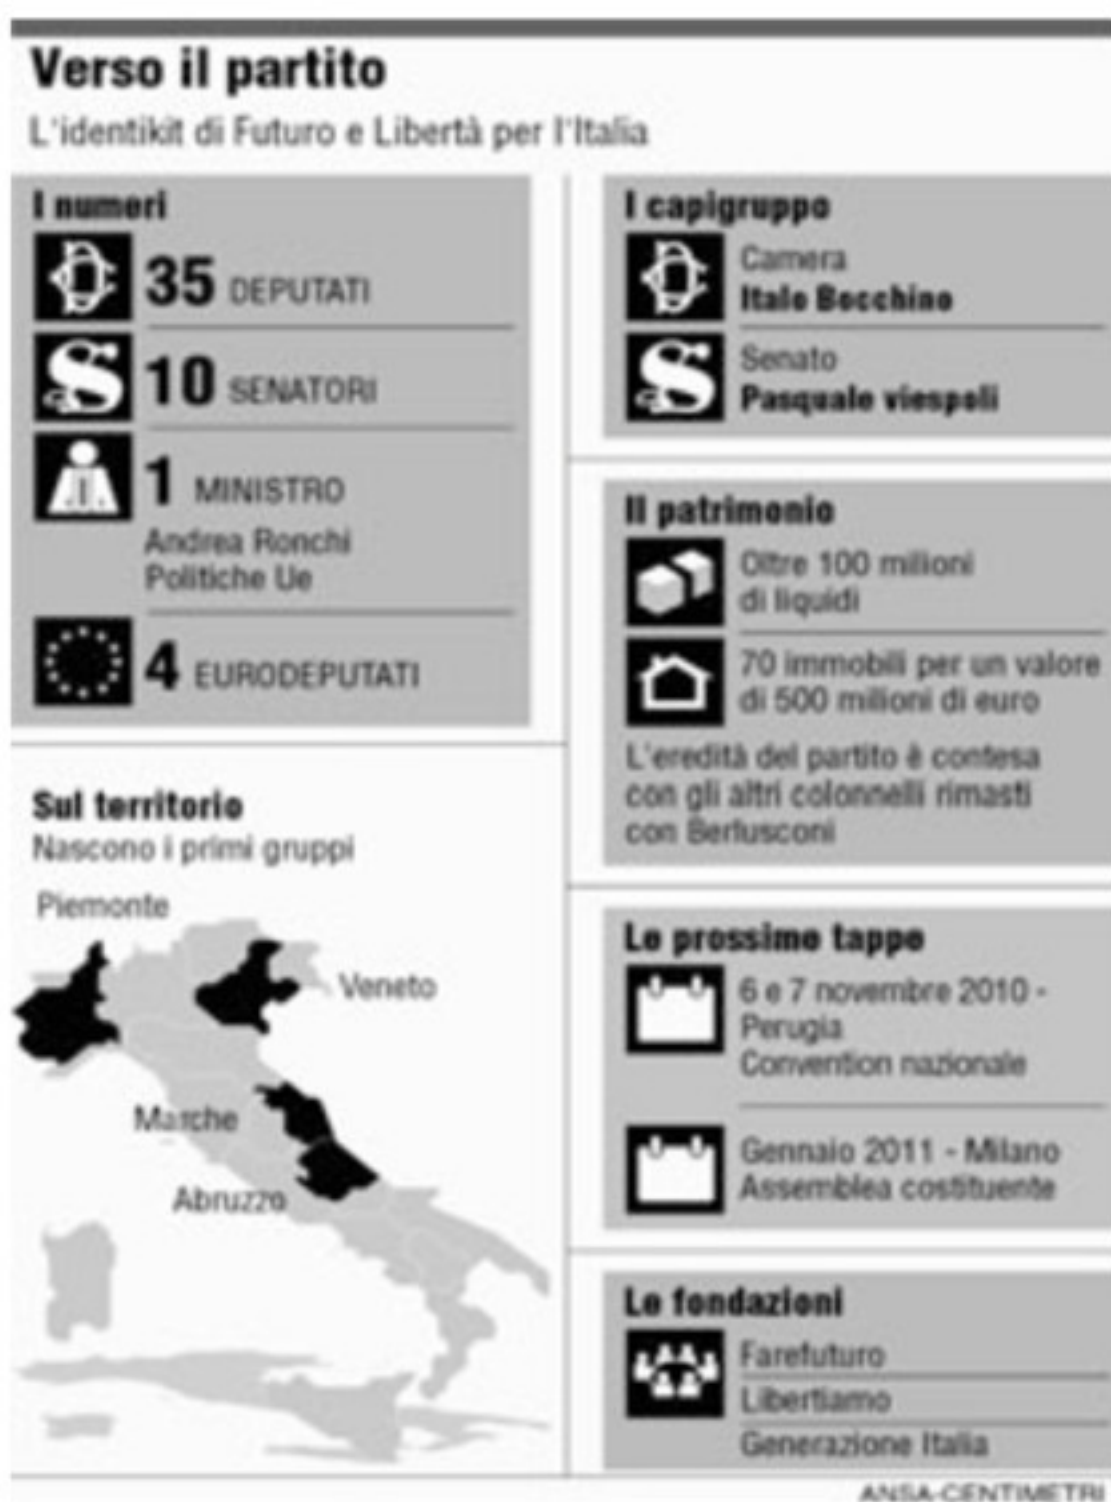 Verso il partito
L'identikit di Futuro e Libertà per l'Italia
I numeri
35 DEPUTATI
10 SENATORI
1 MINISTRO
Andrea Ronchi
Politiche Ue
4 EURODEPUTATI
Sul territorio
Nascono i primi gruppi
Piemonte
Veneto
Marche
Abruzzo
I capigruppo
Camera
Italo Bocchino
Senato
Pasquale viespoli
Il patrimonio
Oltre 100 milioni
di liquidi
70 immobili per un valore
di 500 milioni di euro
L'eredità del partito è contesa
con gli altri colonnelli rimasti
con Berlusconi
Le prossime tappe
6 e 7 novembre 2010 -
Perugia
Convention nazionale
Gennaio 2011 - Milano
Assemblea costituente
Le fondazioni
Farefuturo
Libertiamo
Generazione Italia
ANSA-CENTIMETRI